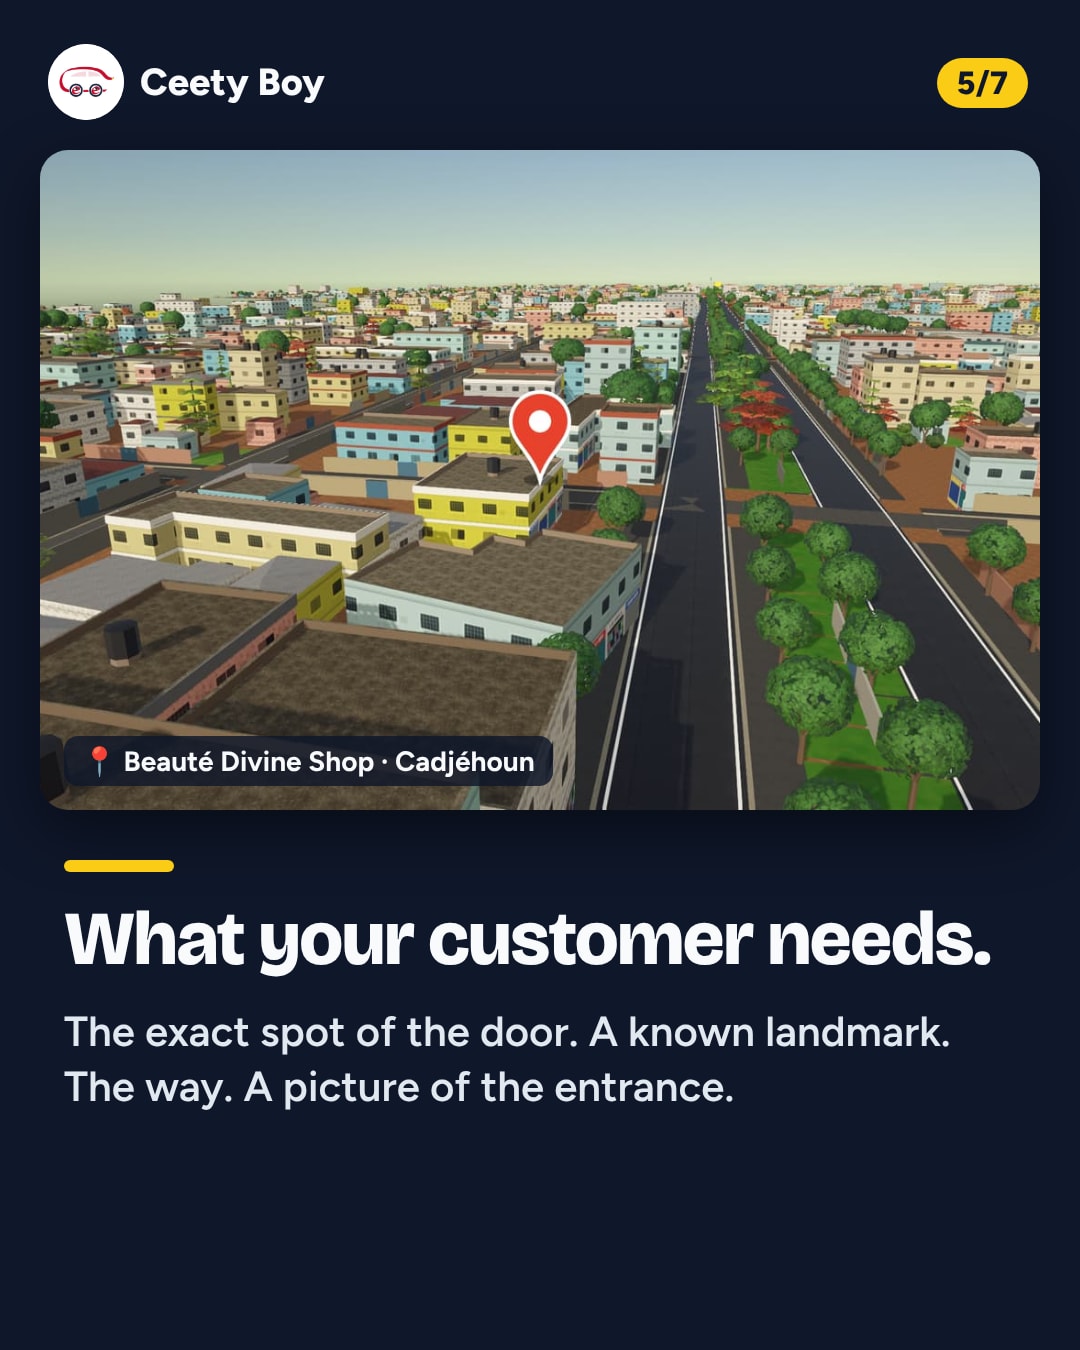 Ceety Boy
5/7
📍 Beauté Divine Shop · Cadjéhoun
What your customer needs.
The exact spot of the door. A known landmark.
The way. A picture of the entrance.